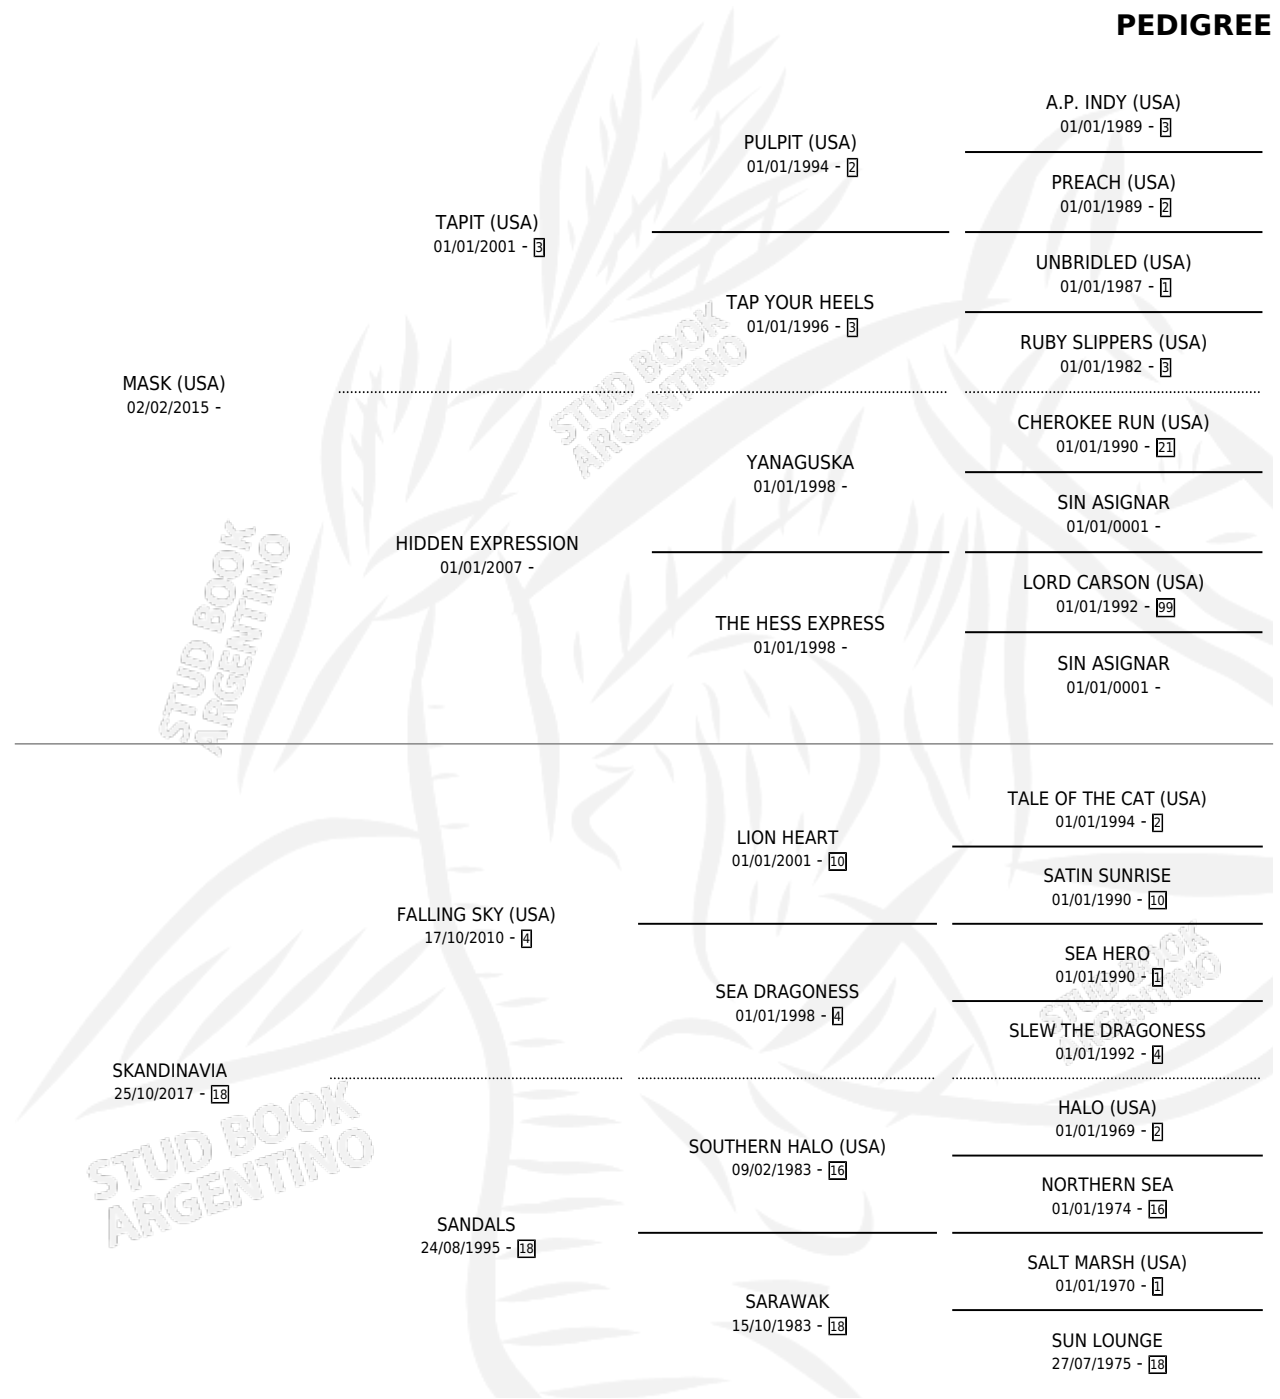 PEDIGREE
A.P. INDY (USA)
01/01/1989 - 3
PULPIT (USA)
01/01/1994 - 2
PREACH (USA)
01/01/1989 - 2
TAPIT (USA)
01/01/2001 - 3
UNBRIDLED (USA)
01/01/1987 - 1
TAP YOUR HEELS
01/01/1996 - 3
RUBY SLIPPERS (USA)
01/01/1982 - 3
MASK (USA)
02/02/2015 -
CHEROKEE RUN (USA)
01/01/1990 - 21
YANAGUSKA
01/01/1998 -
SIN ASIGNAR
01/01/0001 -
HIDDEN EXPRESSION
01/01/2007 -
LORD CARSON (USA)
01/01/1992 - 99
THE HESS EXPRESS
01/01/1998 -
SIN ASIGNAR
01/01/0001 -
TALE OF THE CAT (USA)
01/01/1994 - 2
LION HEART
01/01/2001 - 10
SATIN SUNRISE
01/01/1990 - 10
FALLING SKY (USA)
17/10/2010 - 4
SEA HERO
01/01/1990 - 1
SEA DRAGONESS
01/01/1998 - 4
SLEW THE DRAGONESS
01/01/1992 - 4
SKANDINAVIA
25/10/2017 - 18
HALO (USA)
01/01/1969 - 2
SOUTHERN HALO (USA)
09/02/1983 - 16
NORTHERN SEA
01/01/1974 - 16
SANDALS
24/08/1995 - 18
SALT MARSH (USA)
01/01/1970 - 1
SARAWAK
15/10/1983 - 18
SUN LOUNGE
27/07/1975 - 18
STUD BOOK
ARGENTINO
STUD BOOK
ARGENTINO
STUD BOOK
ARGENTINO
STUD BOOK
ARGENTINO